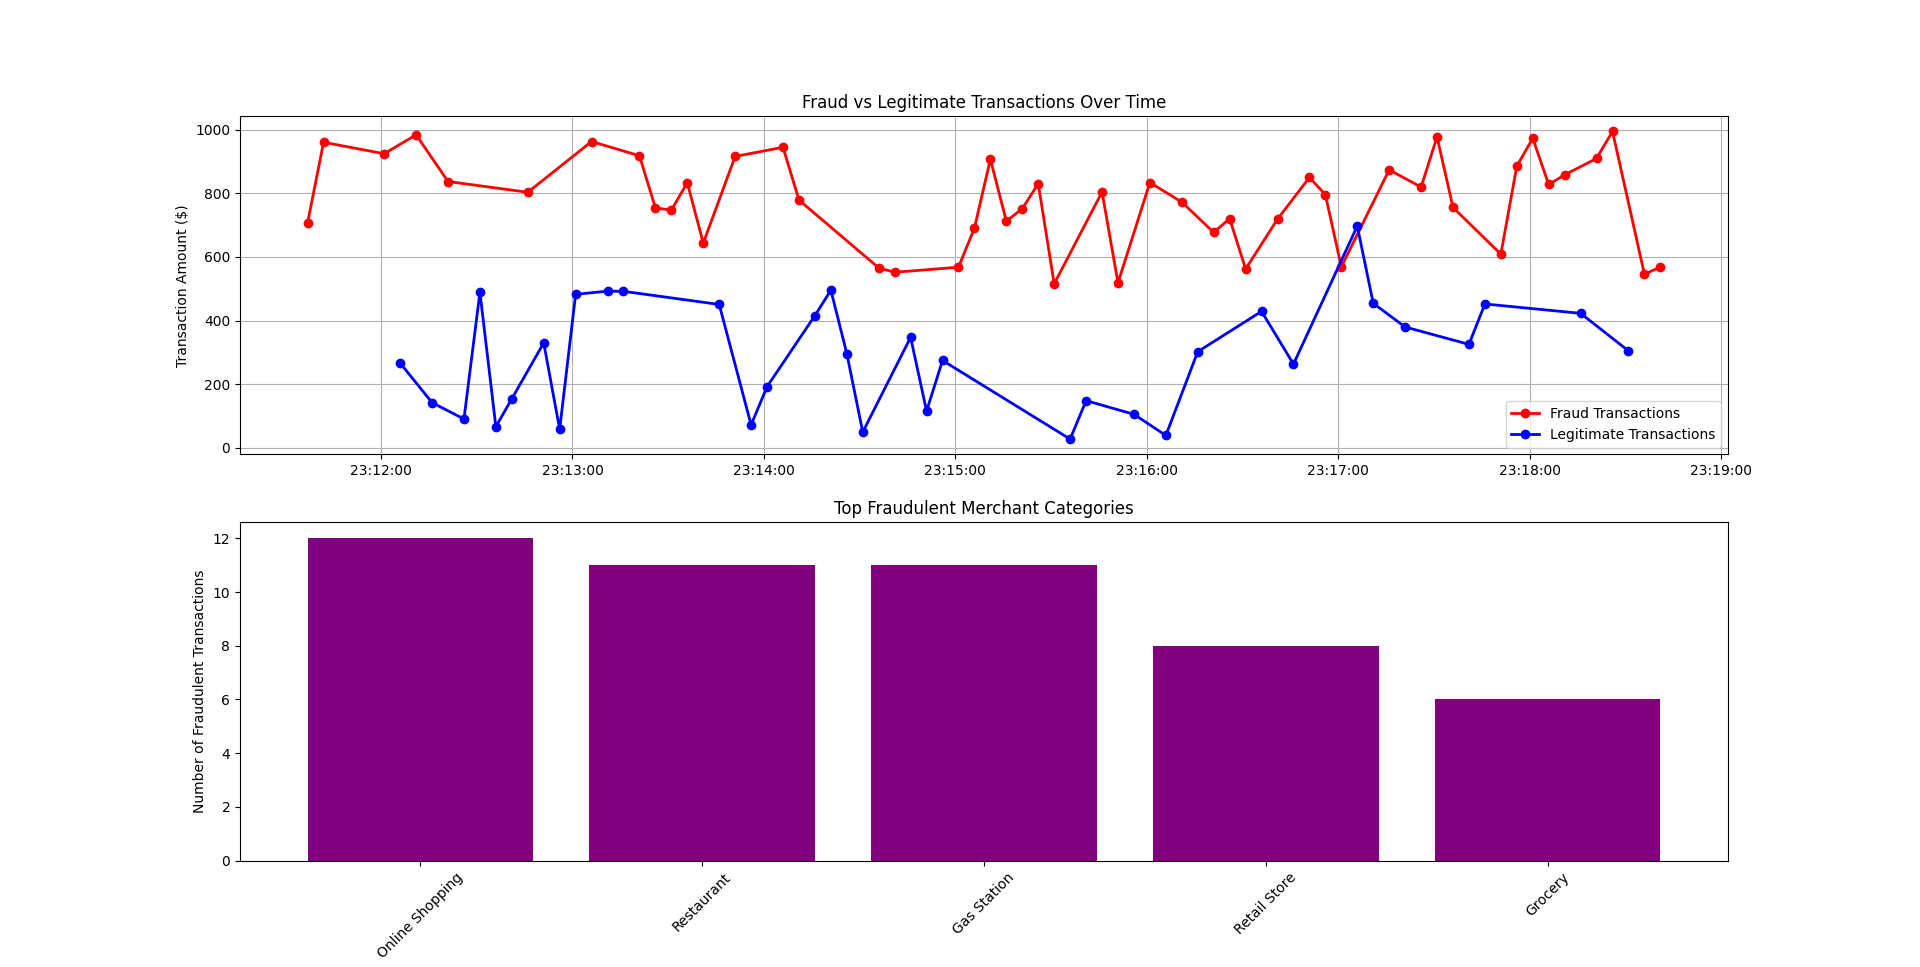 Fraud vs Legitimate Transactions Over Time
Transaction Amount ($)
1000
800
600
400
200
0
Fraud Transactions
Legitimate Transactions
23:12:00 23:13:00 23:14:00 23:15:00 23:16:00 23:17:00 23:18:00 23:19:00
Top Fraudulent Merchant Categories
Number of Fraudulent Transactions
12
10
8
6
4
2
0
Online Shopping Restaurant Gas Station Retail Store Grocery